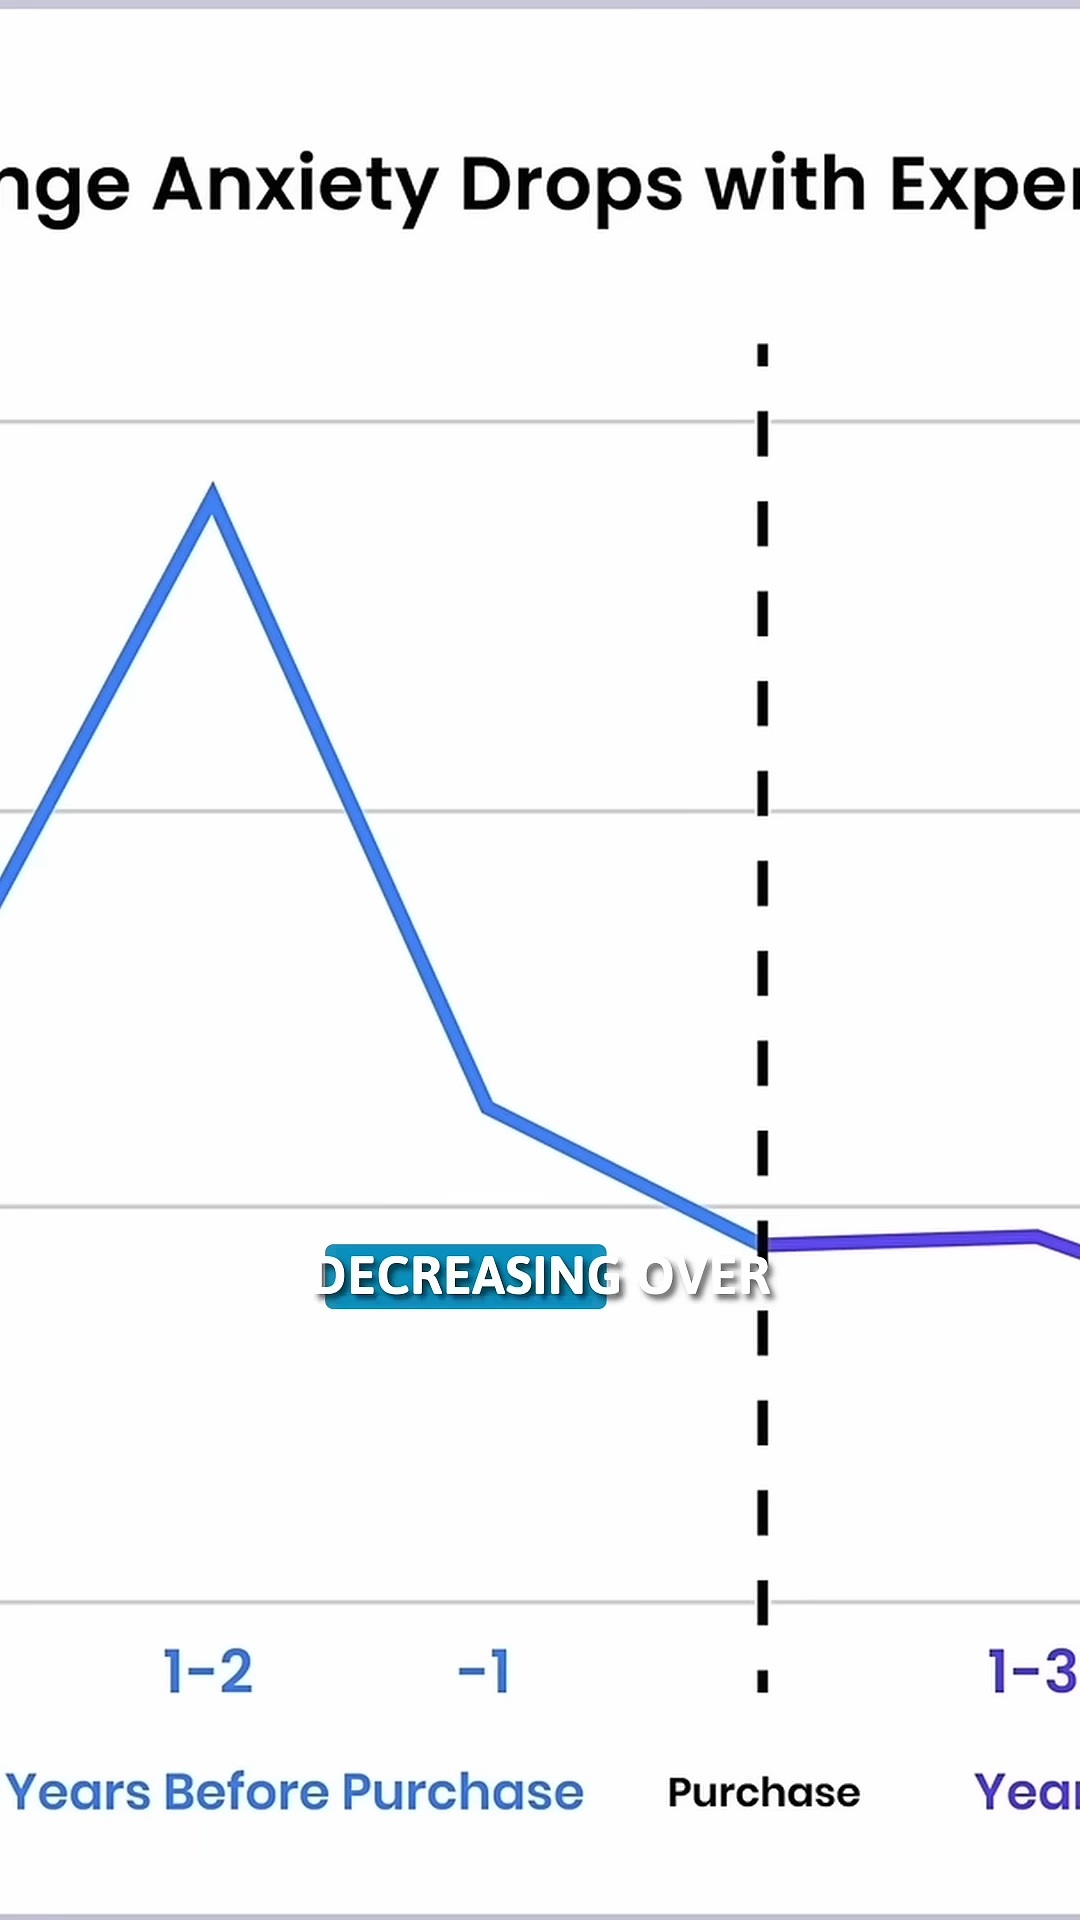 nge Anxiety Drops with Exper
DECREASING OVER
1-2 -1 1-3
Years Before Purchase Purchase Year